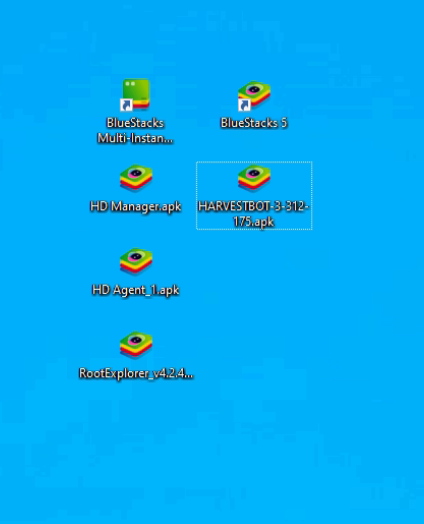 BlueStacks
Multi-Instan...
BlueStacks 5
HD Manager.apk
HARVESTBOT-3-312-
175.apk
HD Agent_1.apk
RootExplorer_v4.2.4...